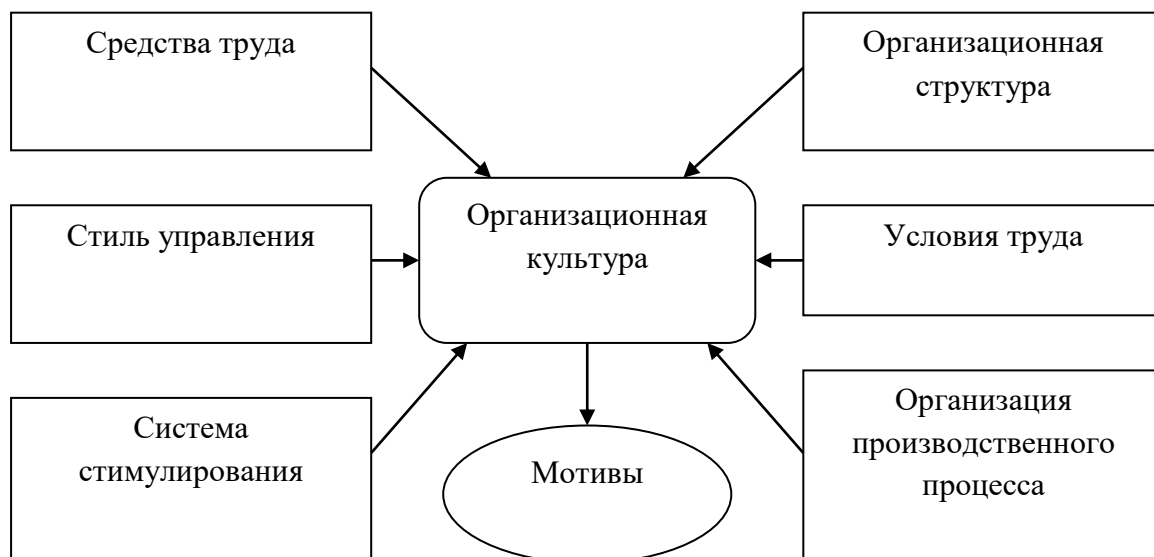 Средства труда
Организационная
структура
Стиль управления
Организационная
культура
Условия труда
Система
стимулирования
Мотивы
Организация
производственного
процесса